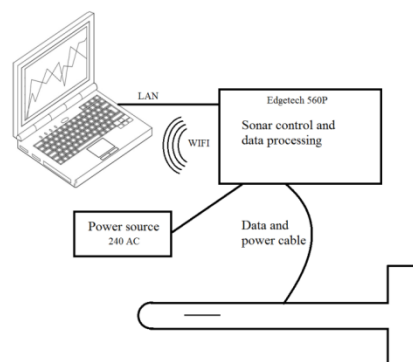 LAN
Edgetech 560P
Sonar control and
data processing
WIFI
Power source
240 AC
Data and
power cable